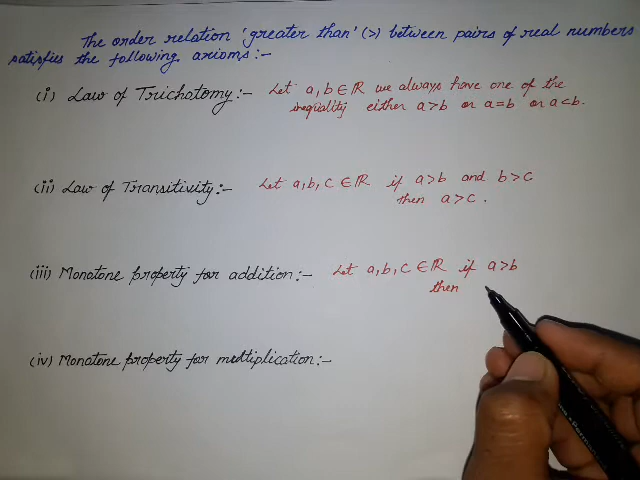 The order relation 'greater than' (>) between pairs of real numbers
satisfies the following axioms:-
(i) Law of Trichotomy:- Let a, b ∈ ℝ we always have one of the
inequality either a>b or a=b or a<b.
(ii) Law of Transitivity:- Let a, b, c ∈ ℝ if a>b and b>c
then a>c.
(iii) Monotone property for addition:- Let a, b, c ∈ ℝ if a>b
then
(iv) Monotone property for multiplication:-